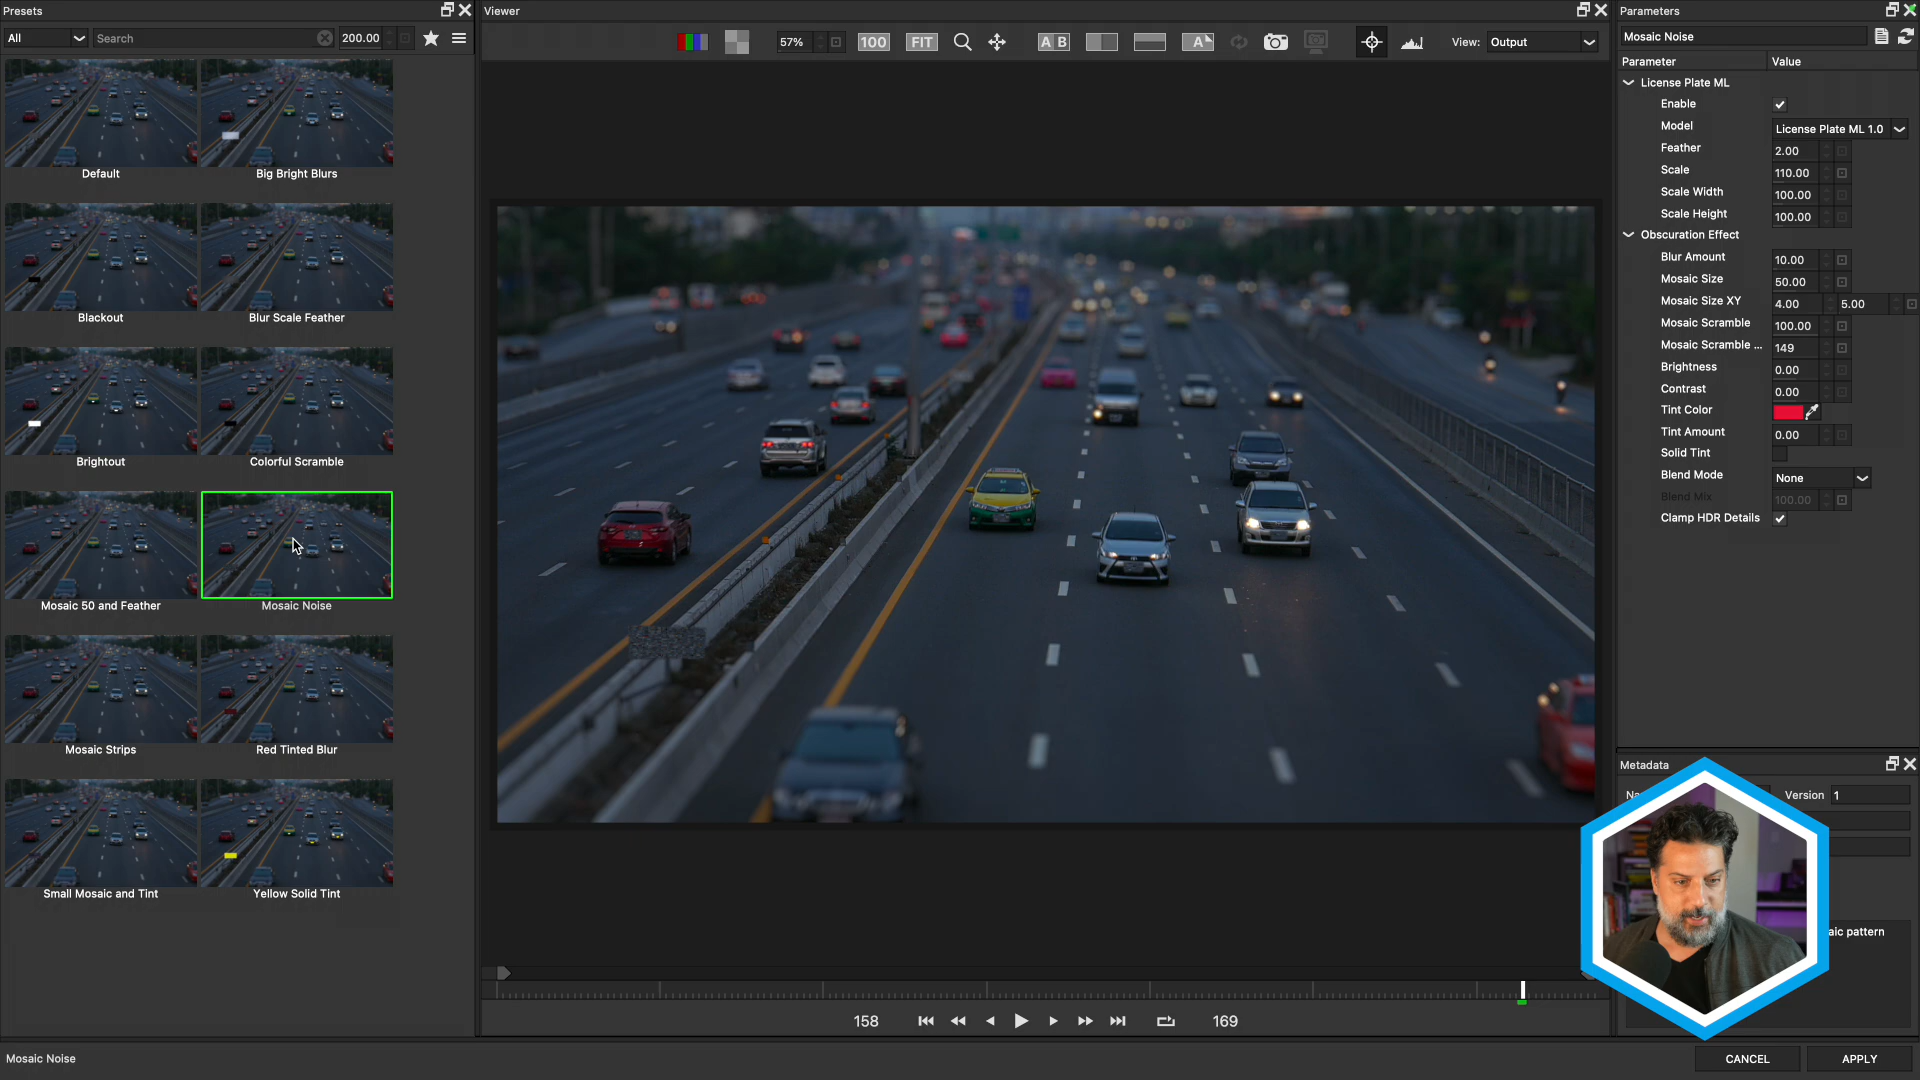 Presets
All
Search
200.00
Default
Big Bright Blurs
Blackout
Blur Scale Feather
Brightout
Colorful Scramble
Mosaic 50 and Feather
Mosaic Noise
Mosaic Strips
Red Tinted Blur
Small Mosaic and Tint
Yellow Solid Tint
Viewer
57%
100
FIT
A B
A
View:
Output
158
169
Parameters
Mosaic Noise
Parameter
Value
License Plate ML
Enable
Model
License Plate ML 1.0
Feather
2.00
Scale
110.00
Scale Width
100.00
Scale Height
100.00
Obscuration Effect
Blur Amount
10.00
Mosaic Size
50.00
Mosaic Size XY
4.00
5.00
Mosaic Scramble
100.00
Mosaic Scramble ...
149
Brightness
0.00
Contrast
0.00
Tint Color
Tint Amount
0.00
Solid Tint
Blend Mode
None
Blend Mix
100.00
Clamp HDR Details
Metadata
Version
1
aic pattern
Mosaic Noise
CANCEL
APPLY